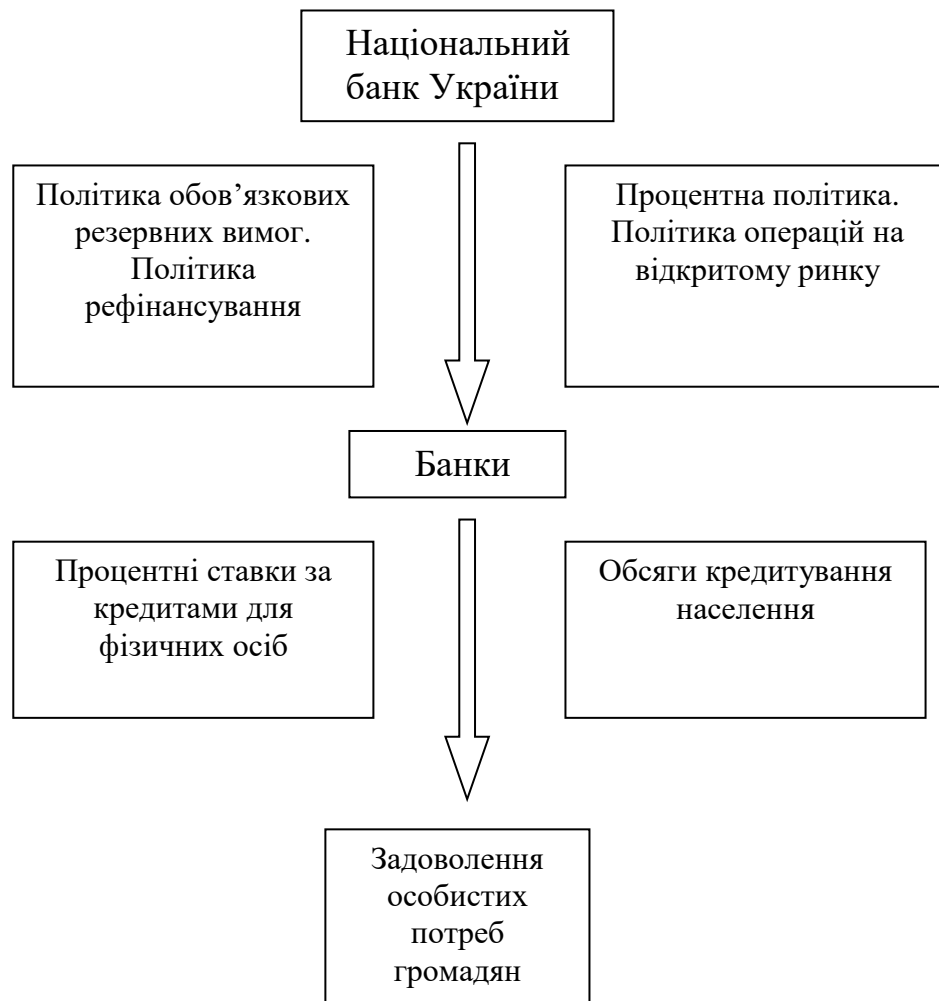 Національний
банк України
Політика обов’язкових
резервних вимог.
Політика
рефінансування
Процентна політика.
Політика операцій на
відкритому ринку
Банки
Процентні ставки за
кредитами для
фізичних осіб
Обсяги кредитування
населення
Задоволення
особистих
потреб
громадян